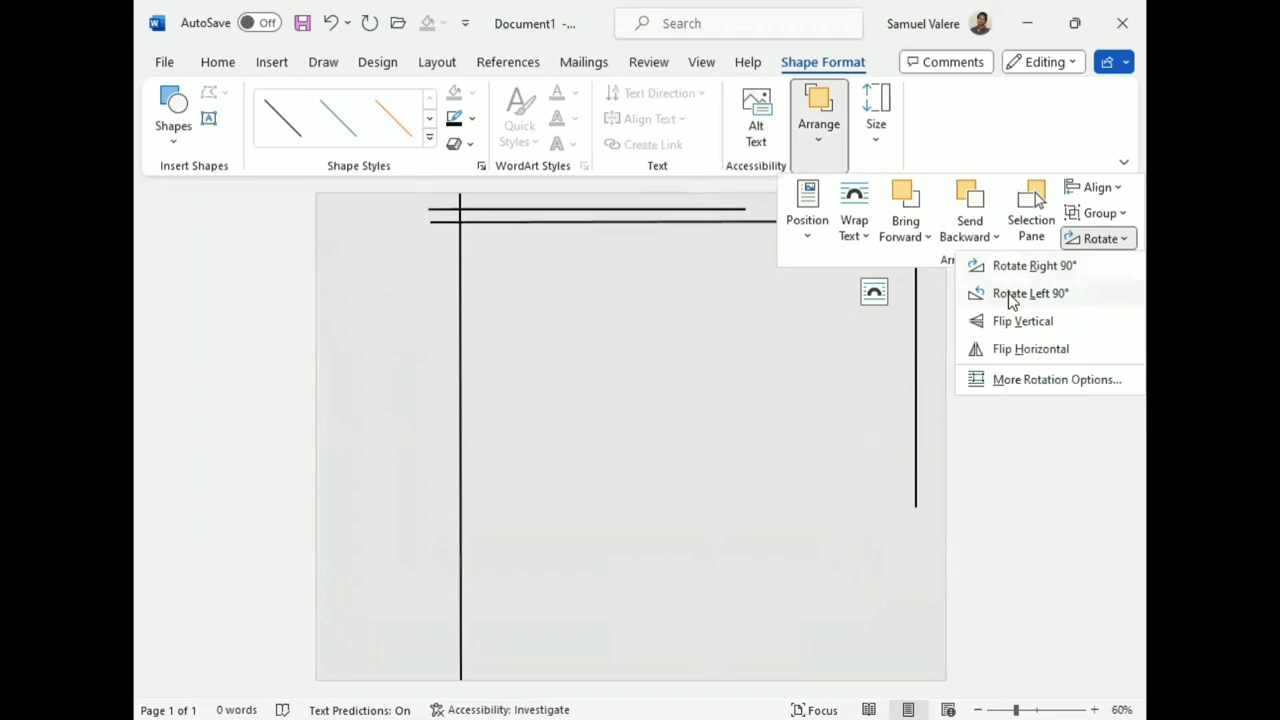 AutoSave Off Document1 -... Search Samuel Valere
File Home Insert Draw Design Layout References Mailings Review View Help Shape Format Comments Editing
Shapes
Insert Shapes
Shape Styles
Quick
Styles
WordArt Styles
Text Direction
Align Text
Create Link
Text
Alt
Text
Accessibility
Arrange
Size
Position
Wrap
Text
Bring
Forward
Send
Backward
Selection
Pane
Align
Group
Rotate
Arr
Rotate Right 90°
Rotate Left 90°
Flip Vertical
Flip Horizontal
More Rotation Options...
Page 1 of 1 0 words Text Predictions: On Accessibility: Investigate Focus 60%